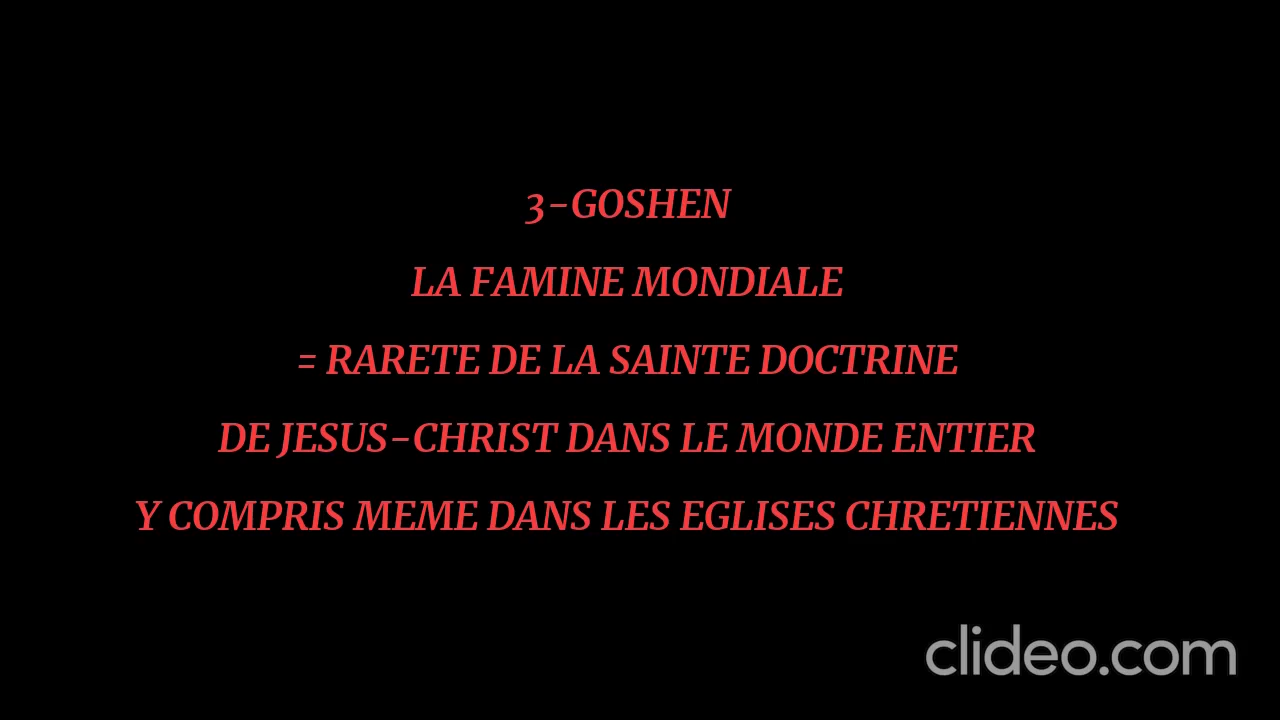 3-GOSHEN
LA FAMINE MONDIALE
= RARETE DE LA SAINTE DOCTRINE
DE JESUS-CHRIST DANS LE MONDE ENTIER
Y COMPRIS MEME DANS LES EGLISES CHRETIENNES
clideo.com